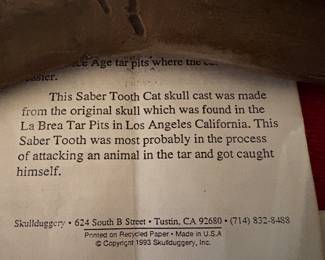 Age tar pits where the
easier.
This Saber Tooth Cat skull cast was made
from the original skull which was found in the
La Brea Tar Pits in Los Angeles California. This
Saber Tooth was most probably in the process
of attacking an animal in the tar and got caught
himself.
Skullduggery • 624 South B Street • Tustin, CA 92680 • (714) 832-8488
Printed on Recycled Paper • Made in U.S.A
© Copyright 1993 Skullduggery, Inc.